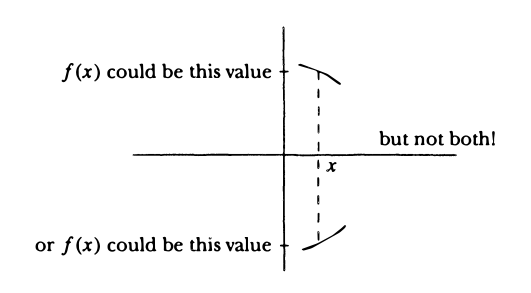 f(x) could be this value
but not both!
x
or f(x) could be this value